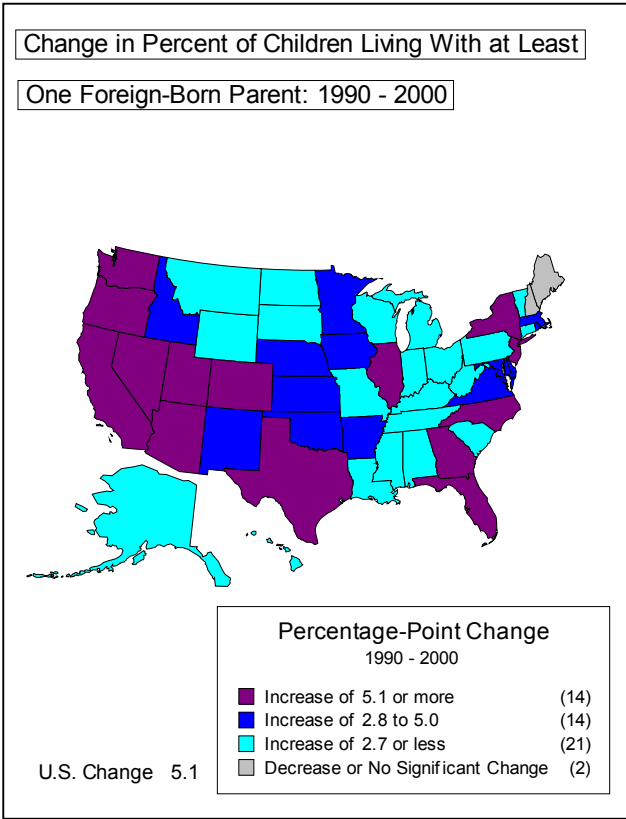 Change in Percent of Children Living With at Least
One Foreign-Born Parent: 1990 - 2000
Percentage-Point Change
1990 - 2000
Increase of 5.1 or more (14)
Increase of 2.8 to 5.0 (14)
Increase of 2.7 or less (21)
Decrease or No Significant Change (2)
U.S. Change 5.1